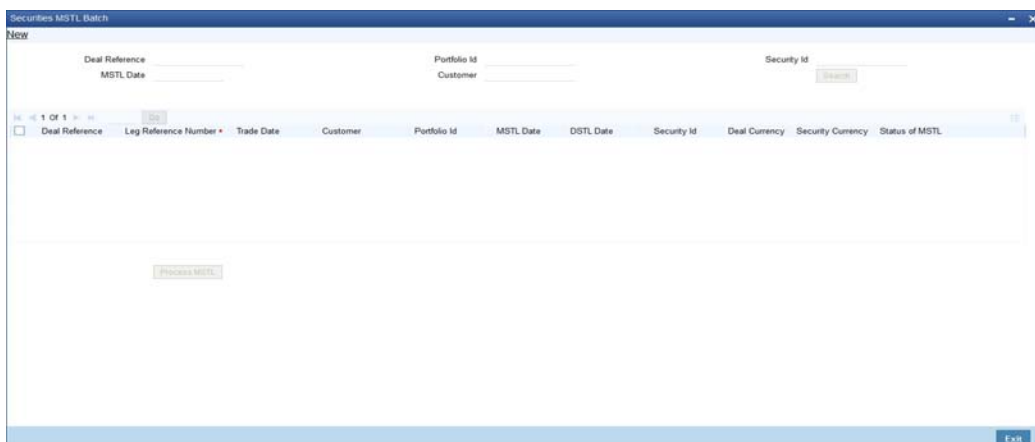 Securities MSTL Batch
New
Deal Reference Portfolio Id Security Id
MSTL Date Customer Search
1 Of 1 Go
Deal Reference Leg Reference Number * Trade Date Customer Portfolio Id MSTL Date DSTL Date Security Id Deal Currency Security Currency Status of MSTL
Process MSTL
Exit